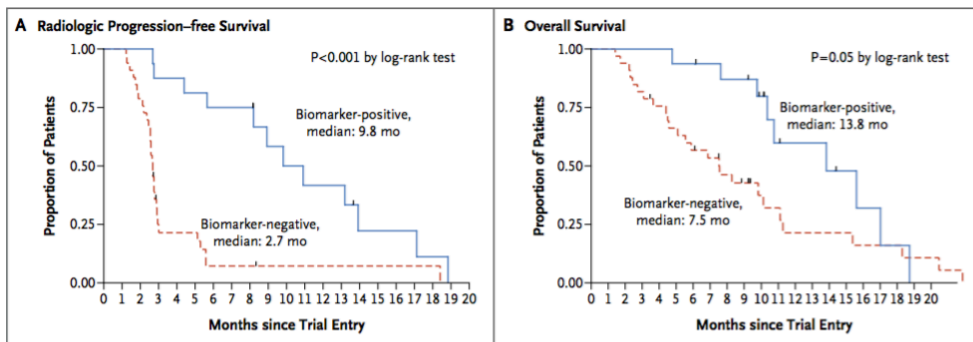 A Radiologic Progression–free Survival
P<0.001 by log-rank test
Biomarker-positive,
median: 9.8 mo
Biomarker-negative,
median: 2.7 mo
Proportion of Patients
1.00
0.75
0.50
0.25
0.00
0 1 2 3 4 5 6 7 8 9 10 11 12 13 14 15 16 17 18 19 20
Months since Trial Entry
B Overall Survival
P=0.05 by log-rank test
Biomarker-positive,
median: 13.8 mo
Biomarker-negative,
median: 7.5 mo
Proportion of Patients
1.00
0.75
0.50
0.25
0.00
0 1 2 3 4 5 6 7 8 9 10 11 12 13 14 15 16 17 18 19 20
Months since Trial Entry